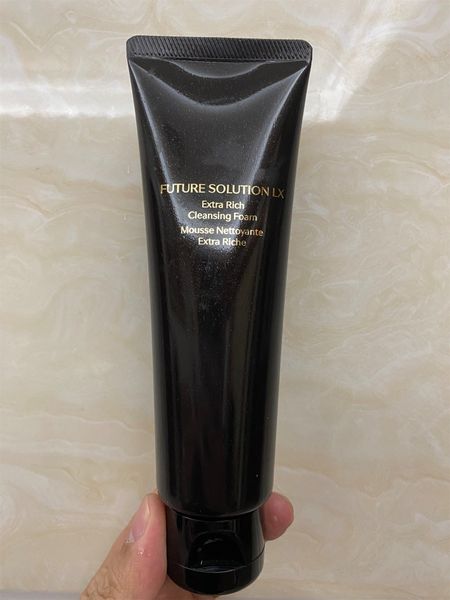 FUTURE SOLUTION LX
Extra Rich
Cleansing Foam
Mousse Nettoyante
Extra Riche